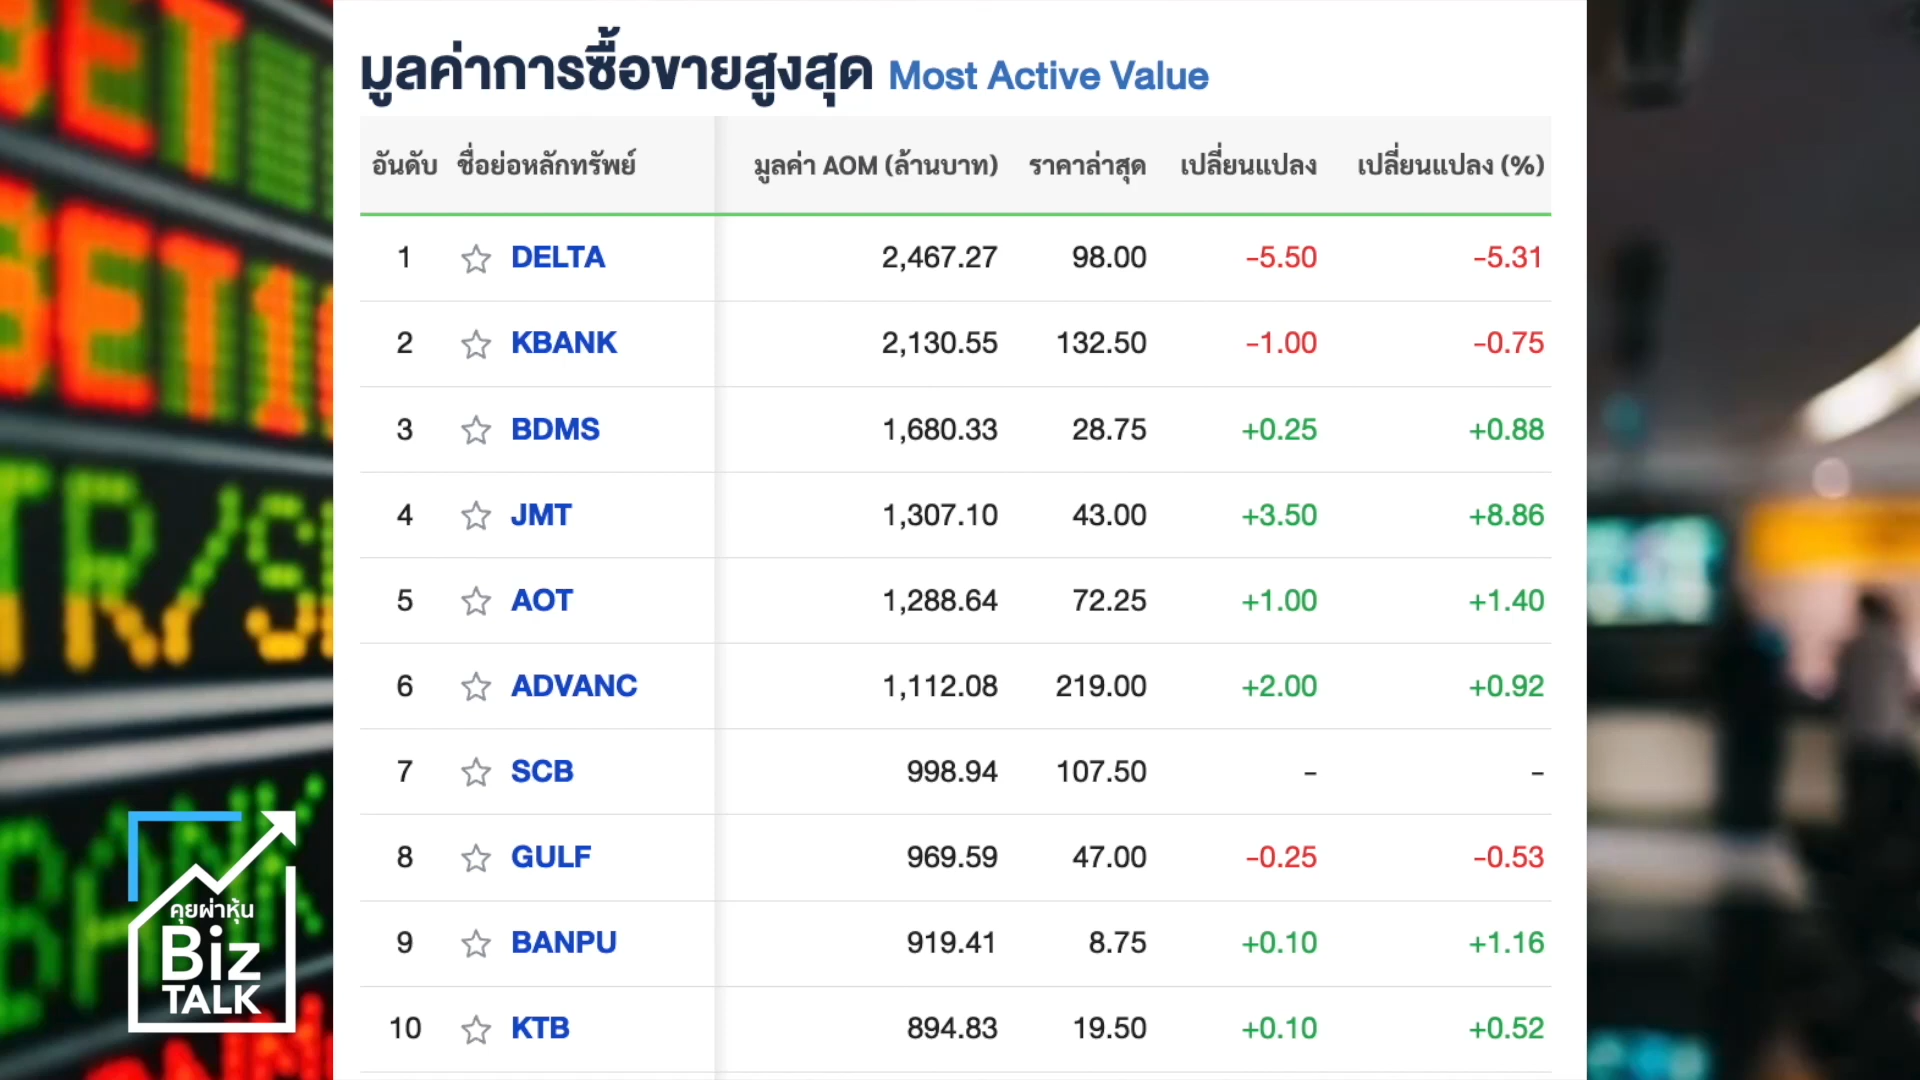 มูลค่าการซื้อขายสูงสุด Most Active Value
อันดับ ชื่อย่อหลักทรัพย์ มูลค่า AOM (ล้านบาท) ราคาล่าสุด เปลี่ยนแปลง เปลี่ยนแปลง (%)
1 DELTA 2,467.27 98.00 -5.50 -5.31
2 KBANK 2,130.55 132.50 -1.00 -0.75
3 BDMS 1,680.33 28.75 +0.25 +0.88
4 JMT 1,307.10 43.00 +3.50 +8.86
5 AOT 1,288.64 72.25 +1.00 +1.40
6 ADVANC 1,112.08 219.00 +2.00 +0.92
7 SCB 998.94 107.50 - -
8 GULF 969.59 47.00 -0.25 -0.53
9 BANPU 919.41 8.75 +0.10 +1.16
10 KTB 894.83 19.50 +0.10 +0.52
คุยผ่าหุ้น
Biz
TALK